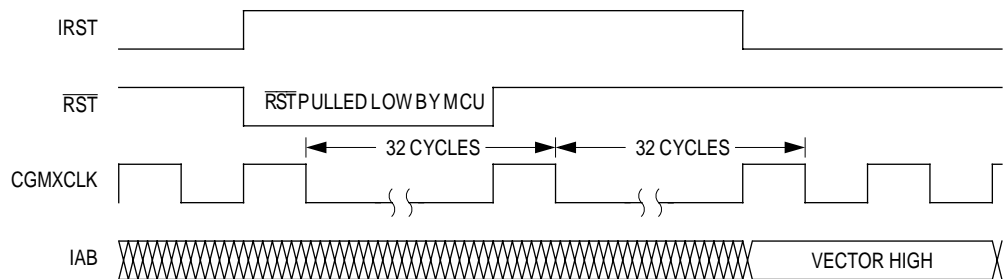 IRST
RST
RST PULLED LOW BY MCU
32 CYCLES
32 CYCLES
CGMXCLK
IAB
VECTOR HIGH